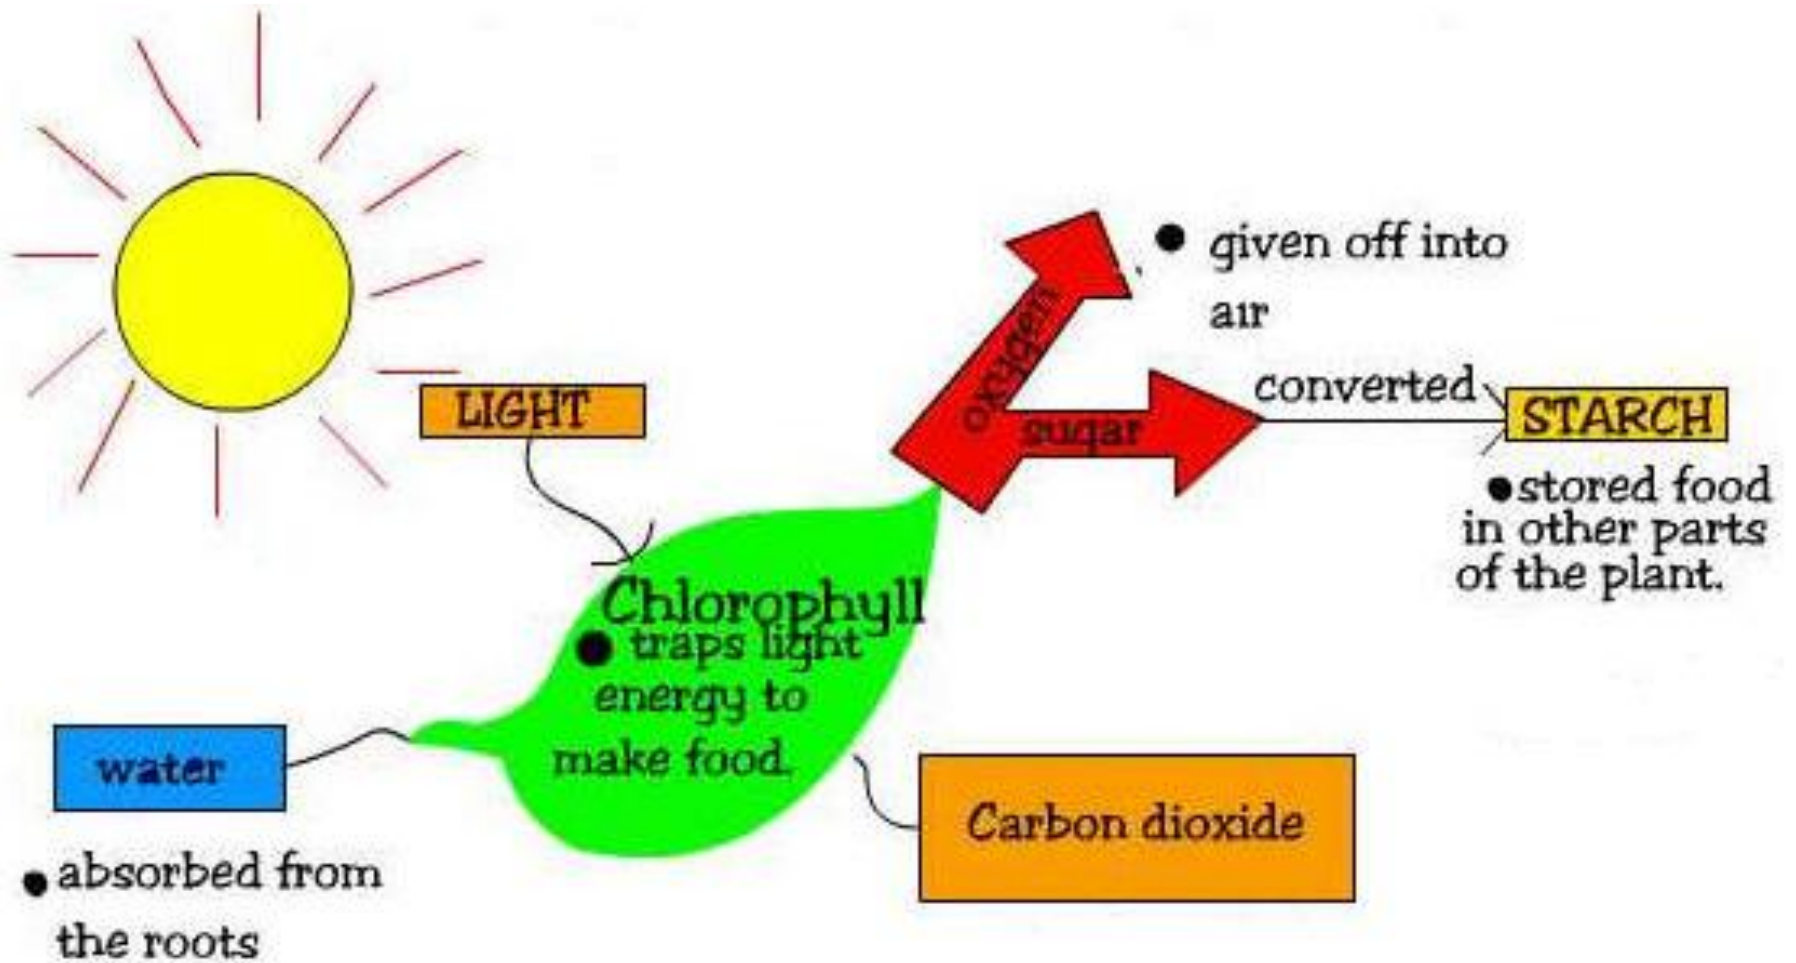 given off into
air
oxygen
converted
LIGHT
STARCH
sugar
stored food
in other parts
of the plant.
Chlorophyll
traps light
energy to
make food.
water
Carbon dioxide
absorbed from
the roots